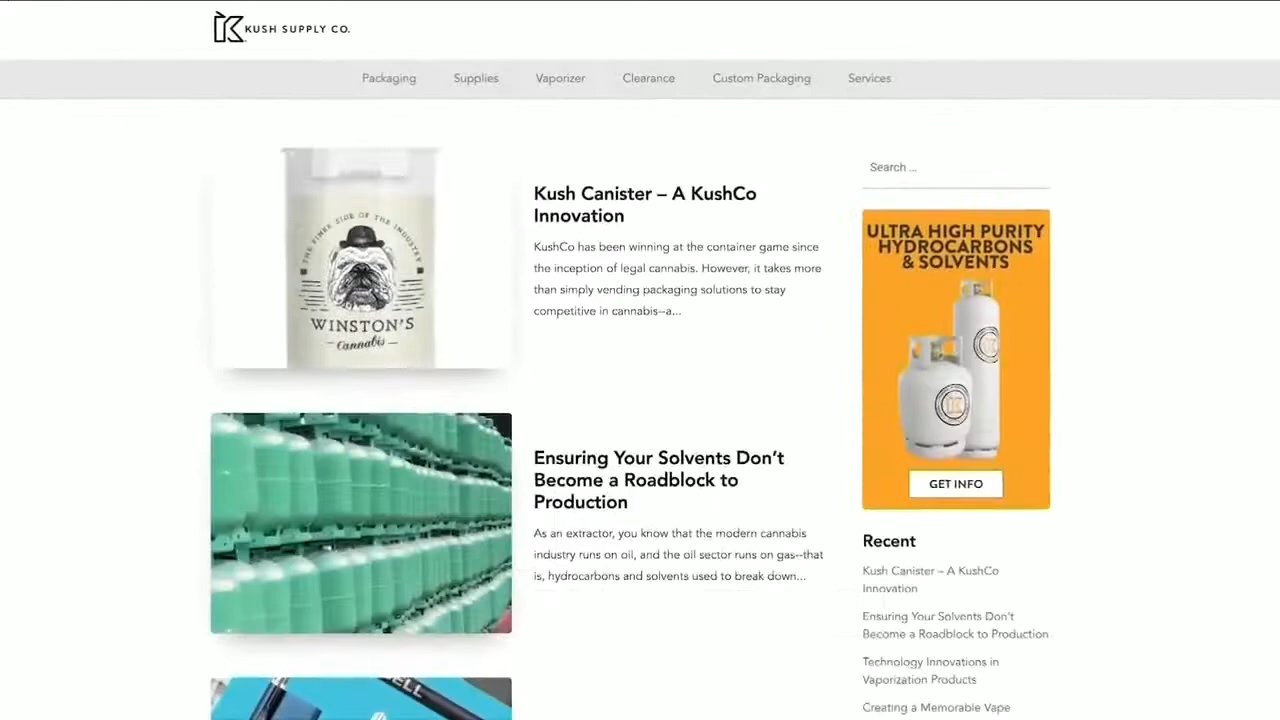 KUSH SUPPLY CO.
Packaging
Supplies
Vaporizer
Clearance
Custom Packaging
Services
THE FINER SIDE OF THE INDUSTRY
WINSTON'S
Cannabis
Kush Canister – A KushCo
Innovation
KushCo has been winning at the container game since
the inception of legal cannabis. However, it takes more
than simply vending packaging solutions to stay
competitive in cannabis--a...
Ensuring Your Solvents Don't
Become a Roadblock to
Production
As an extractor, you know that the modern cannabis
industry runs on oil, and the oil sector runs on gas--that
is, hydrocarbons and solvents used to break down...
Search ...
ULTRA HIGH PURITY
HYDROCARBONS
& SOLVENTS
GET INFO
Recent
Kush Canister – A KushCo
Innovation
Ensuring Your Solvents Don't
Become a Roadblock to Production
Technology Innovations in
Vaporization Products
Creating a Memorable Vape